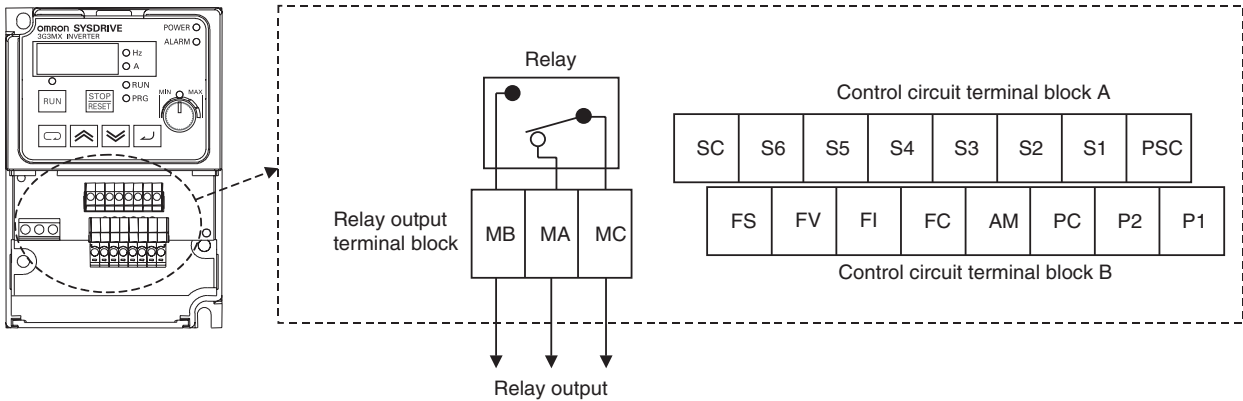 omron SYSDRIVE
3G3MX INVERTER
POWER
ALARM
Hz
A
RUN
PRG
RUN
STOP
RESET
MIN
MAX
Relay
Relay output
terminal block
MB MA MC
Relay output
Control circuit terminal block A
SC S6 S5 S4 S3 S2 S1 PSC
FS FV FI FC AM PC P2 P1
Control circuit terminal block B